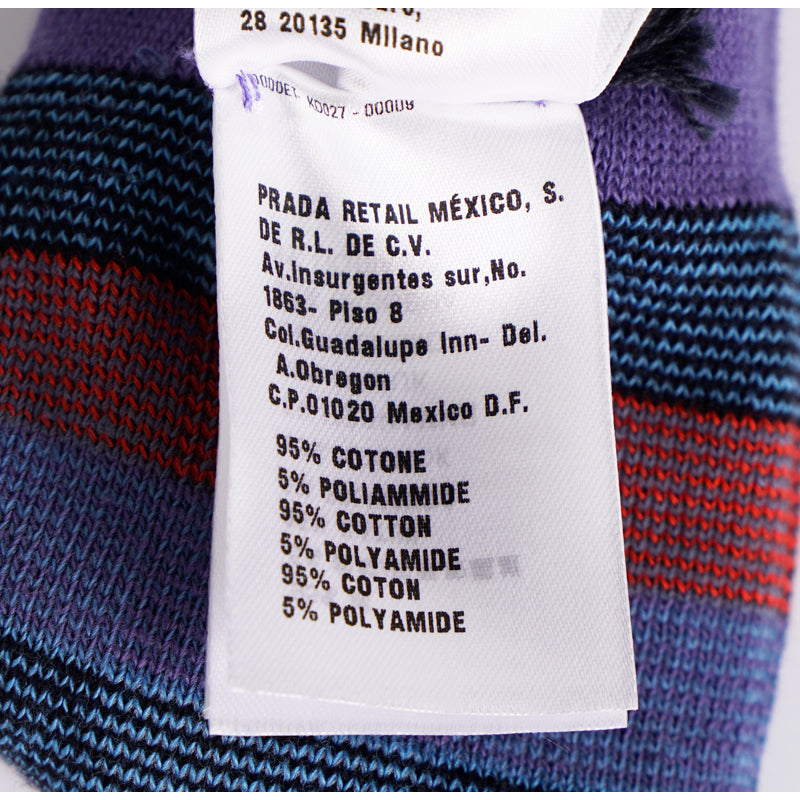 28 20135 Milano
KD027 - 00009
PRADA RETAIL MÉXICO, S.
DE R.L. DE C.V.
Av.Insurgentes sur,No.
1863- Piso 8
Col.Guadalupe Inn- Del.
A.Obregon
C.P.01020 Mexico D.F.
95% COTONE
5% POLIAMMIDE
95% COTTON
5% POLYAMIDE
95% COTON
5% POLYAMIDE